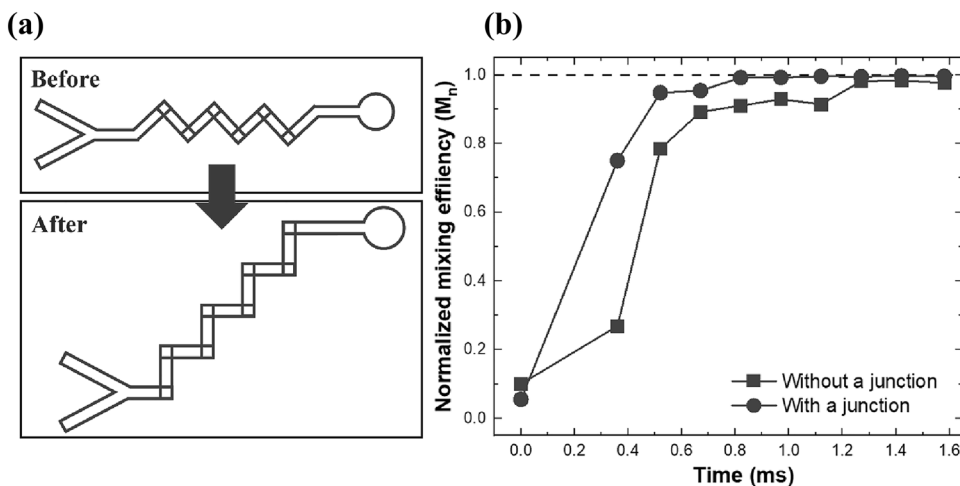 (a)
(b)
Before
After
Normalized mixing effiency (Mn)
1.0
0.8
0.6
0.4
0.2
0.0
Without a junction
With a junction
0.0 0.2 0.4 0.6 0.8 1.0 1.2 1.4 1.6
Time (ms)